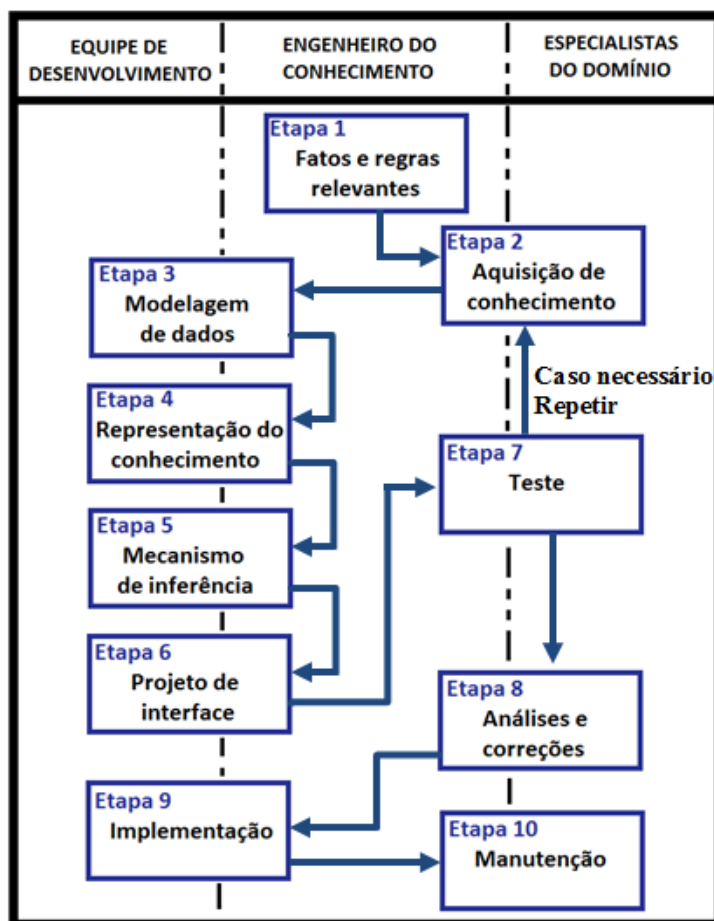 EQUIPE DE
DESENVOLVIMENTO
ENGENHEIRO DO
CONHECIMENTO
ESPECIALISTAS
DO DOMÍNIO
Etapa 1
Fatos e regras
relevantes
Etapa 2
Aquisição de
conhecimento
Etapa 3
Modelagem
de dados
Caso necessário
Repetir
Etapa 4
Representação do
conhecimento
Etapa 7
Teste
Etapa 5
Mecanismo
de inferência
Etapa 6
Projeto de
interface
Etapa 8
Análises e
correções
Etapa 9
Implementação
Etapa 10
Manutenção